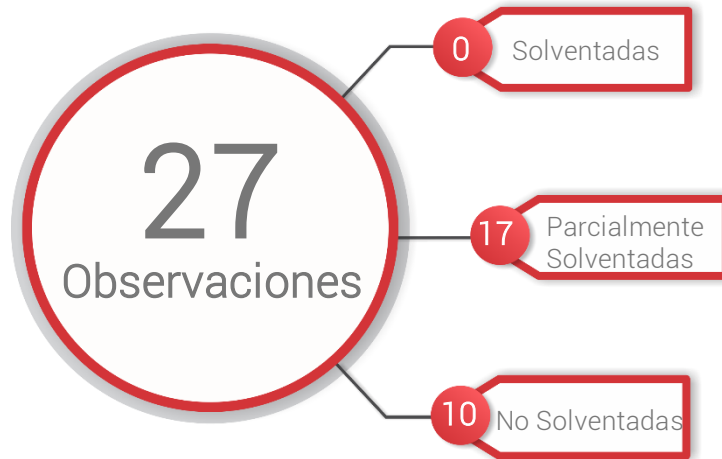 27
Observaciones
0
Solventadas
17
Parcialmente
Solventadas
10
No Solventadas